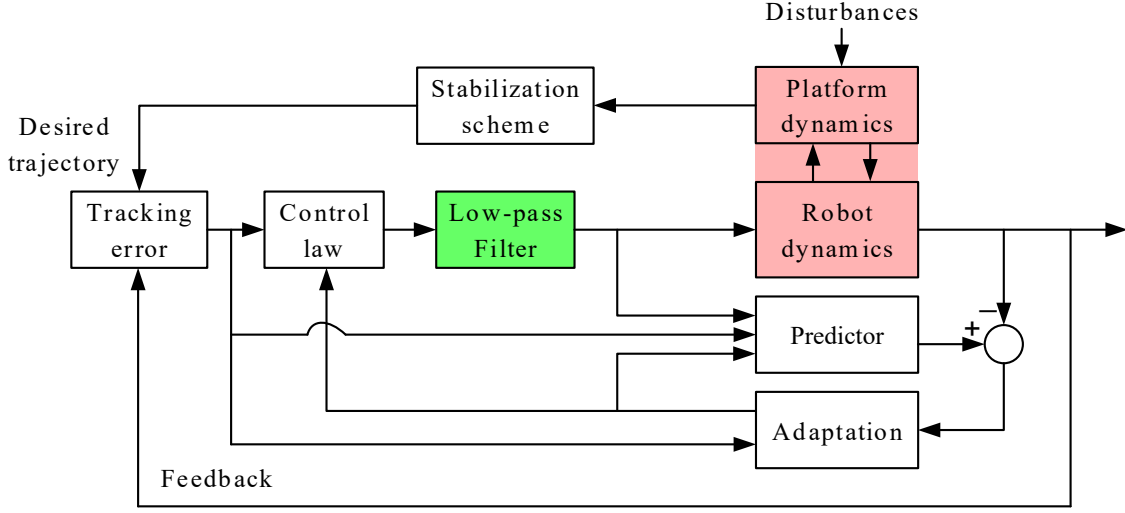 Disturbances
Stabilization
scheme
Platform
dynamics
Desired
trajectory
Tracking
error
Control
law
Low-pass
Filter
Robot
dynamics
−
+
Predictor
Adaptation
Feedback